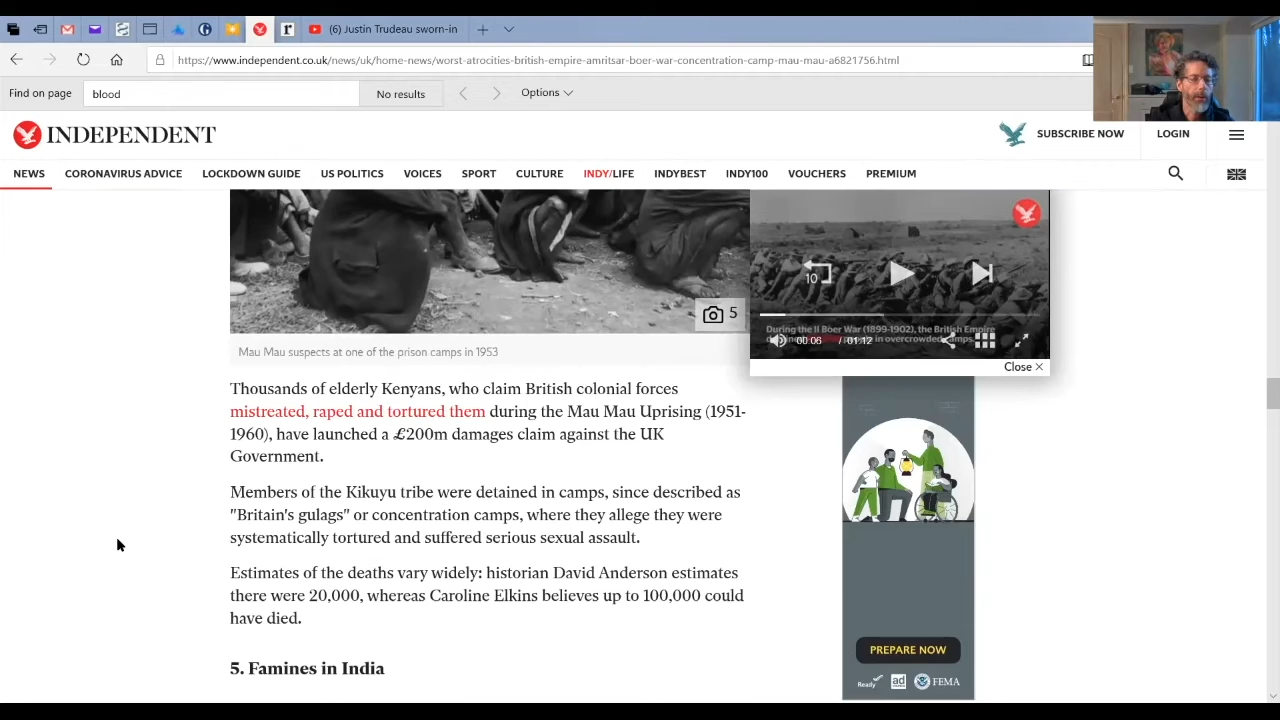 (6) Justin Trudeau sworn-in
https://www.independent.co.uk/news/uk/home-news/worst-atrocities-british-empire-amritsar-boer-war-concentration-camp-mau-mau-a6821756.html
Find on page blood No results Options
INDEPENDENT SUBSCRIBE NOW LOGIN
NEWS CORONAVIRUS ADVICE LOCKDOWN GUIDE US POLITICS VOICES SPORT CULTURE INDY/LIFE INDYBEST INDY100 VOUCHERS PREMIUM
10
5
During the II Boer War (1899-1902), the British Empire
in overcrowded
00:06 / 01:12
Close
Mau Mau suspects at one of the prison camps in 1953
Thousands of elderly Kenyans, who claim British colonial forces
mistreated, raped and tortured them during the Mau Mau Uprising (1951-
1960), have launched a £200m damages claim against the UK
Government.
Members of the Kikuyu tribe were detained in camps, since described as
"Britain's gulags" or concentration camps, where they allege they were
systematically tortured and suffered serious sexual assault.
Estimates of the deaths vary widely: historian David Anderson estimates
there were 20,000, whereas Caroline Elkins believes up to 100,000 could
have died.
5. Famines in India
PREPARE NOW
Ready ad FEMA